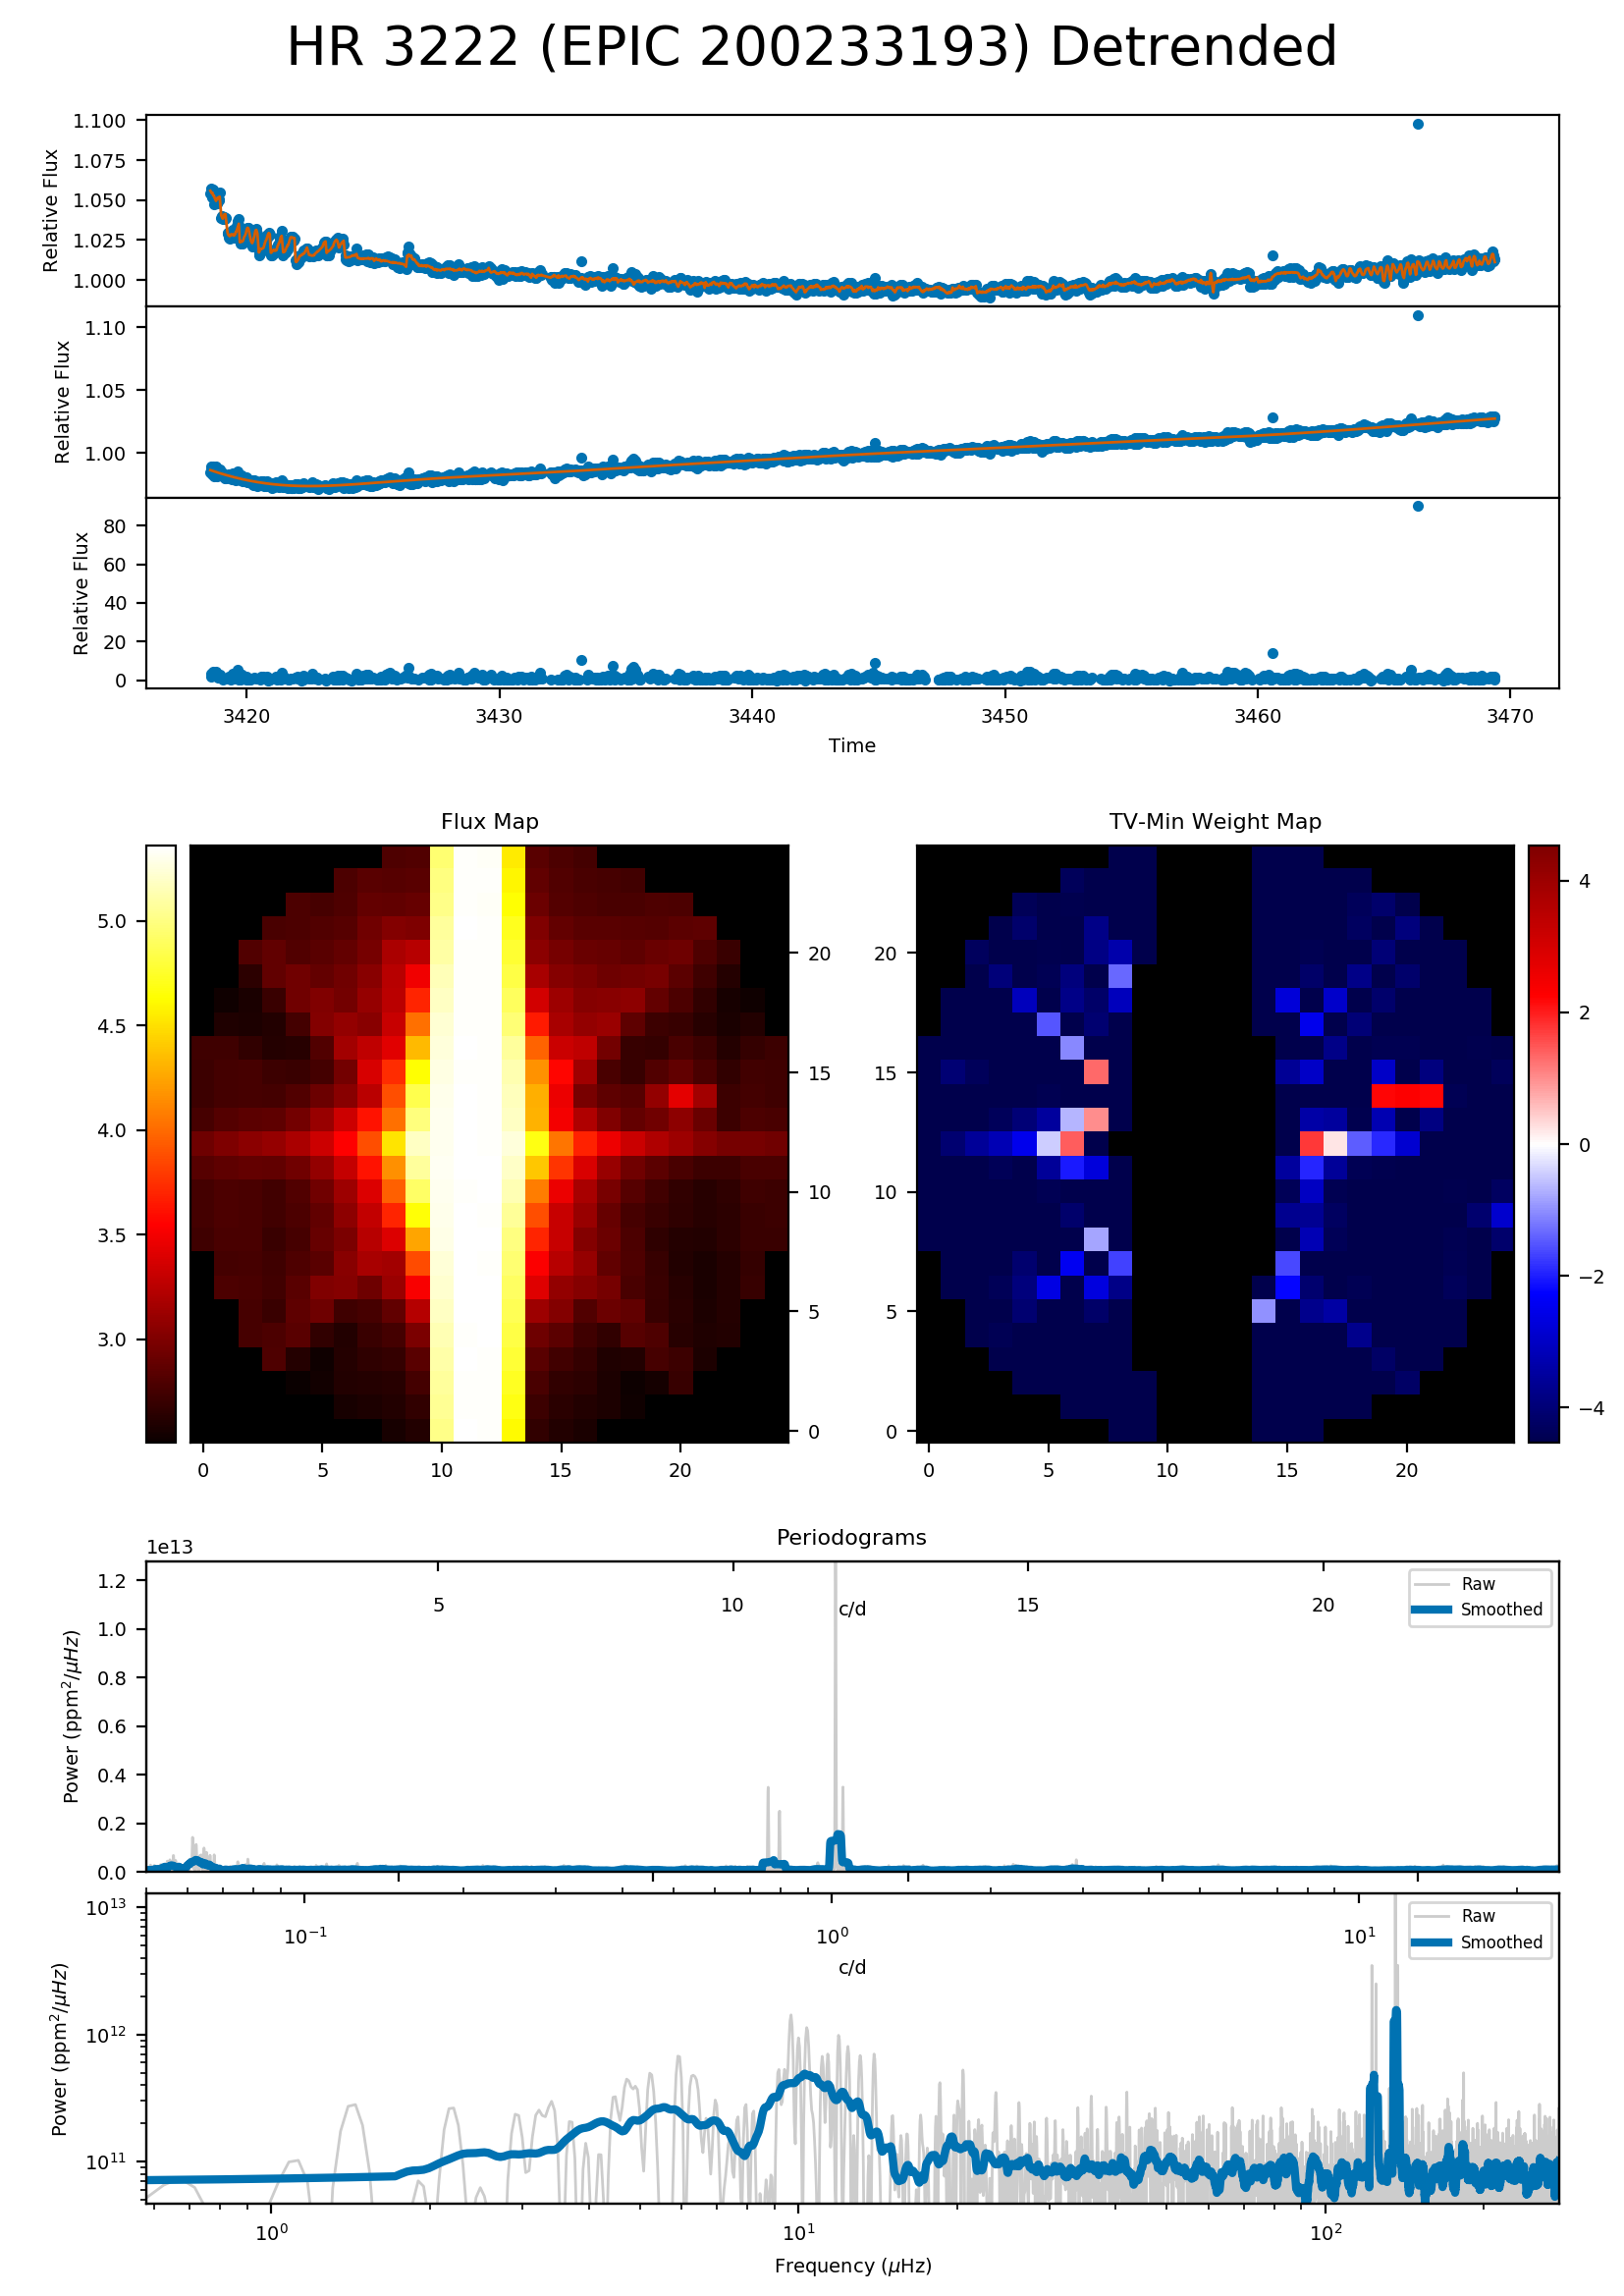 HR 3222 (EPIC 200233193) Detrended
1.100
1.075
1.050
1.025
1.000
Relative Flux
1.10
1.05
1.00
Relative Flux
80
60
40
20
0
Relative Flux
3420 3430 3440 3450 3460 3470
Time
Flux Map
5.0
4.5
4.0
3.5
3.0
20
15
10
5
0
0 5 10 15 20
TV-Min Weight Map
20
15
10
5
0
0 5 10 15 20
4
2
0
−2
−4
Periodograms
1e13
1.2
1.0
0.8
0.6
0.4
0.2
0.0
Power (ppm²/μHz)
5 10 15 20
c/d
Raw
Smoothed
10¹³
10¹²
10¹¹
Power (ppm²/μHz)
10⁻¹ 10⁰ 10¹
c/d
Raw
Smoothed
10⁰ 10¹ 10²
Frequency (μHz)